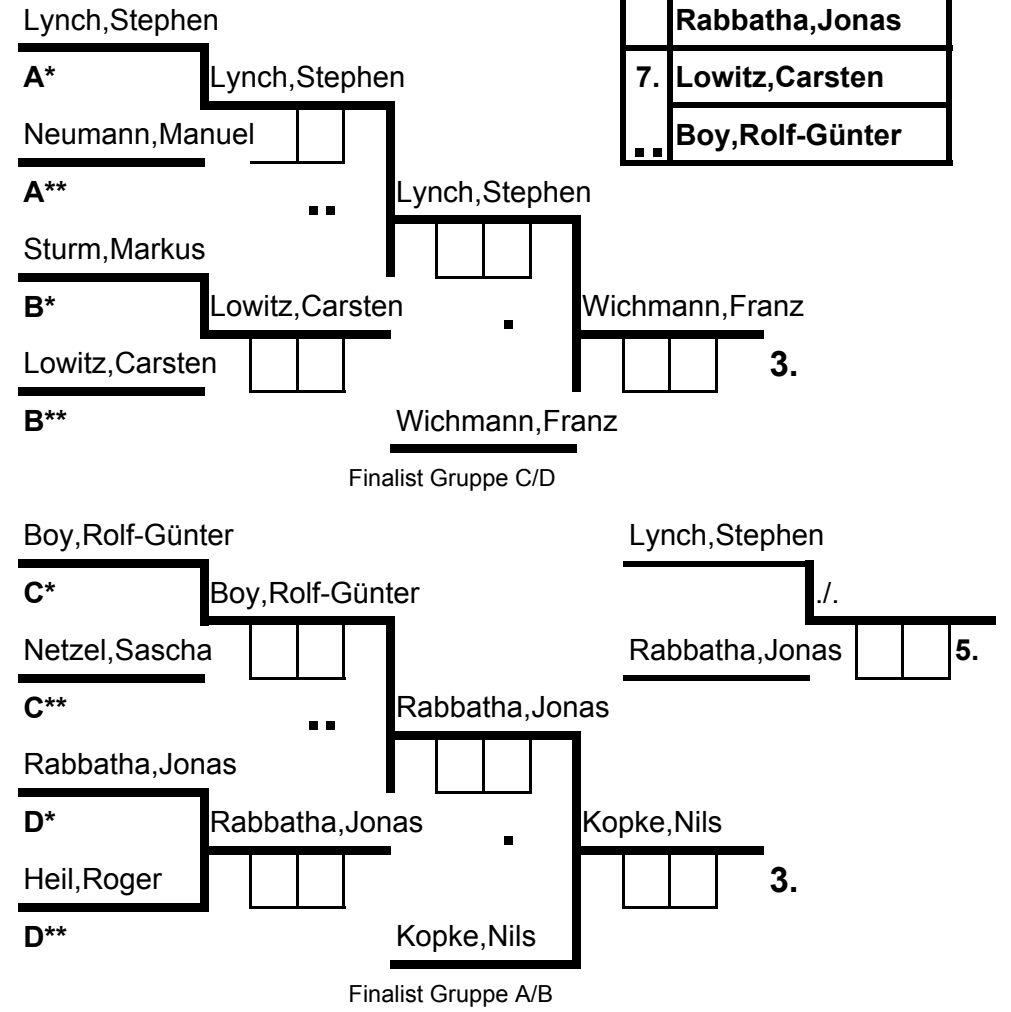 Lynch,Stephen
Rabbatha,Jonas
A*
Lynch,Stephen
7. Lowitz,Carsten
Neumann,Manuel
Boy,Rolf-Günter
A**
Lynch,Stephen
Sturm,Markus
B*
Lowitz,Carsten
Wichmann,Franz
Lowitz,Carsten
3.
B**
Wichmann,Franz
Finalist Gruppe C/D
Boy,Rolf-Günter
Lynch,Stephen
C*
Boy,Rolf-Günter
./.
Netzel,Sascha
Rabbatha,Jonas
5.
C**
Rabbatha,Jonas
Rabbatha,Jonas
D*
Rabbatha,Jonas
Kopke,Nils
Heil,Roger
3.
D**
Kopke,Nils
Finalist Gruppe A/B